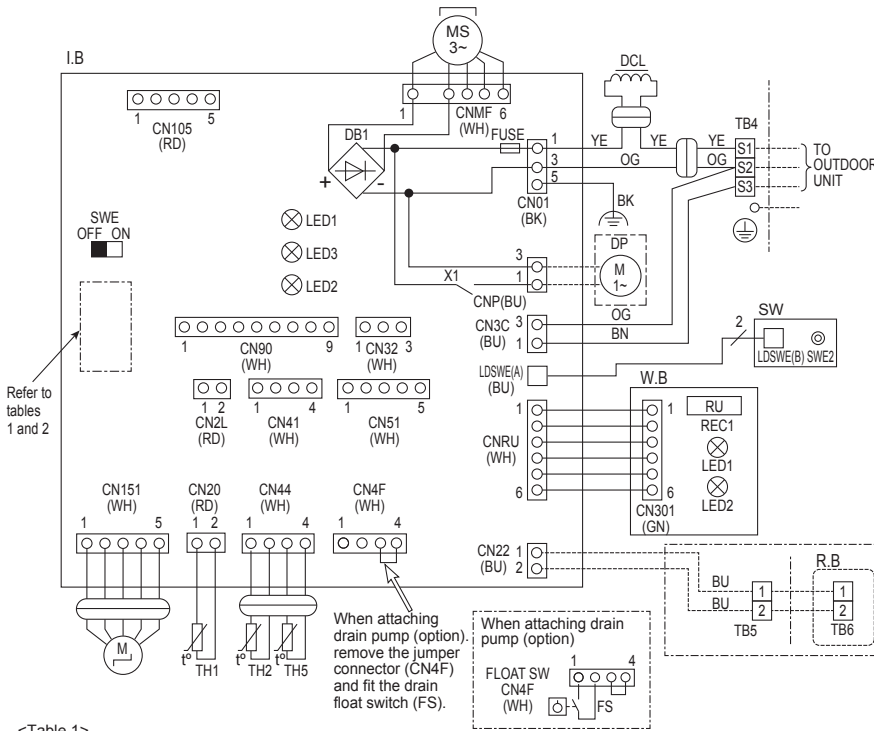 MS
3~
I.B
DCL
1 5
CN105
(RD)
1 6
CNMF
(WH)
DB1
FUSE
+ -
1
3
5
CN01
(BK)
YE YE YE
OG OG
BK
TB4
S1
S2
S3
TO
OUTDOOR
UNIT
SWE
OFF ON
LED1
LED3
LED2
DP
M
1~
X1
3
1
CNP(BU)
OG
BN
CN3C
(BU)
3
1
LDSWE(A)
(BU)
2
SW
LDSWE(B) SWE2
1 9
CN90
(WH)
1 3
CN32
(WH)
Refer to
tables
1 and 2
1 2
CN2L
(RD)
1 4
CN41
(WH)
1 5
CN51
(WH)
W.B
RU
REC1
LED1
LED2
1
6
CNRU
(WH)
1
6
CN301
(GN)
CN151
(WH)
1 5
CN20
(RD)
1 2
CN44
(WH)
1 4
CN4F
(WH)
1 4
CN22
(BU)
1
2
BU
BU
1
2
TB5
R.B
1
2
TB6
M
t° TH1
t° TH2
t° TH5
When attaching
drain pump (option).
remove the jumper
connector (CN4F)
and fit the drain
float switch (FS).
When attaching drain
pump (option)
FLOAT SW
CN4F
(WH)
1 4
FS
<Table 1>